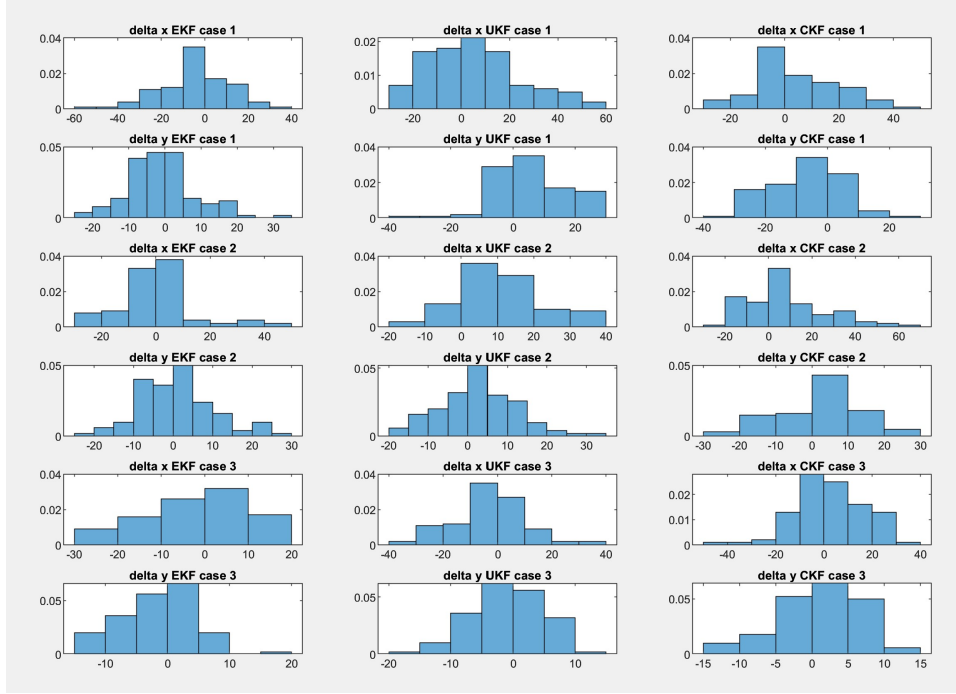 delta x EKF case 1
delta x UKF case 1
delta x CKF case 1
0.04
0.02
0
-60 -40 -20 0 20 40
0.02
0.01
0
-20 0 20 40 60
0.04
0.02
0
-20 0 20 40
delta y EKF case 1
delta y UKF case 1
delta y CKF case 1
0.05
0
-20 -10 0 10 20 30
0.04
0.02
0
-40 -20 0 20
0.04
0.02
0
-40 -20 0 20
delta x EKF case 2
delta x UKF case 2
delta x CKF case 2
0.04
0.02
0
-20 0 20 40
0.04
0.02
0
-20 -10 0 10 20 30 40
0.04
0.02
0
-20 0 20 40 60
delta y EKF case 2
delta y UKF case 2
delta y CKF case 2
0.05
0
-20 -10 0 10 20 30
0.05
0
-20 -10 0 10 20 30
0.05
0
-30 -20 -10 0 10 20 30
delta x EKF case 3
delta x UKF case 3
delta x CKF case 3
0.04
0.02
0
-30 -20 -10 0 10 20
0.04
0.02
0
-40 -20 0 20 40
0.02
0.01
0
-40 -20 0 20 40
delta y EKF case 3
delta y UKF case 3
delta y CKF case 3
0.05
0
-10 0 10 20
0.05
0
-20 -10 0 10
0.05
0
-15 -10 -5 0 5 10 15